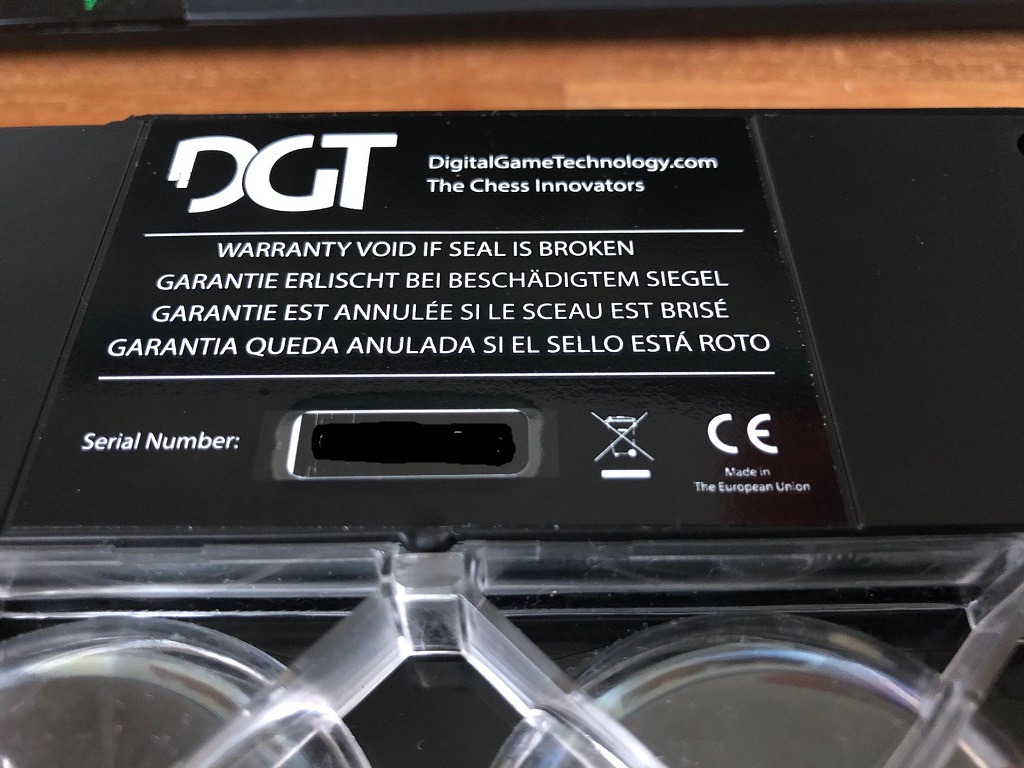 DGT
DigitalGameTechnology.com
The Chess Innovators
WARRANTY VOID IF SEAL IS BROKEN
GARANTIE ERLISCHT BEI BESCHÄDIGTEM SIEGEL
GARANTIE EST ANNULÉE SI LE SCEAU EST BRISÉ
GARANTIA QUEDA ANULADA SI EL SELLO ESTÁ ROTO
Serial Number:
CE
Made in
The European Union